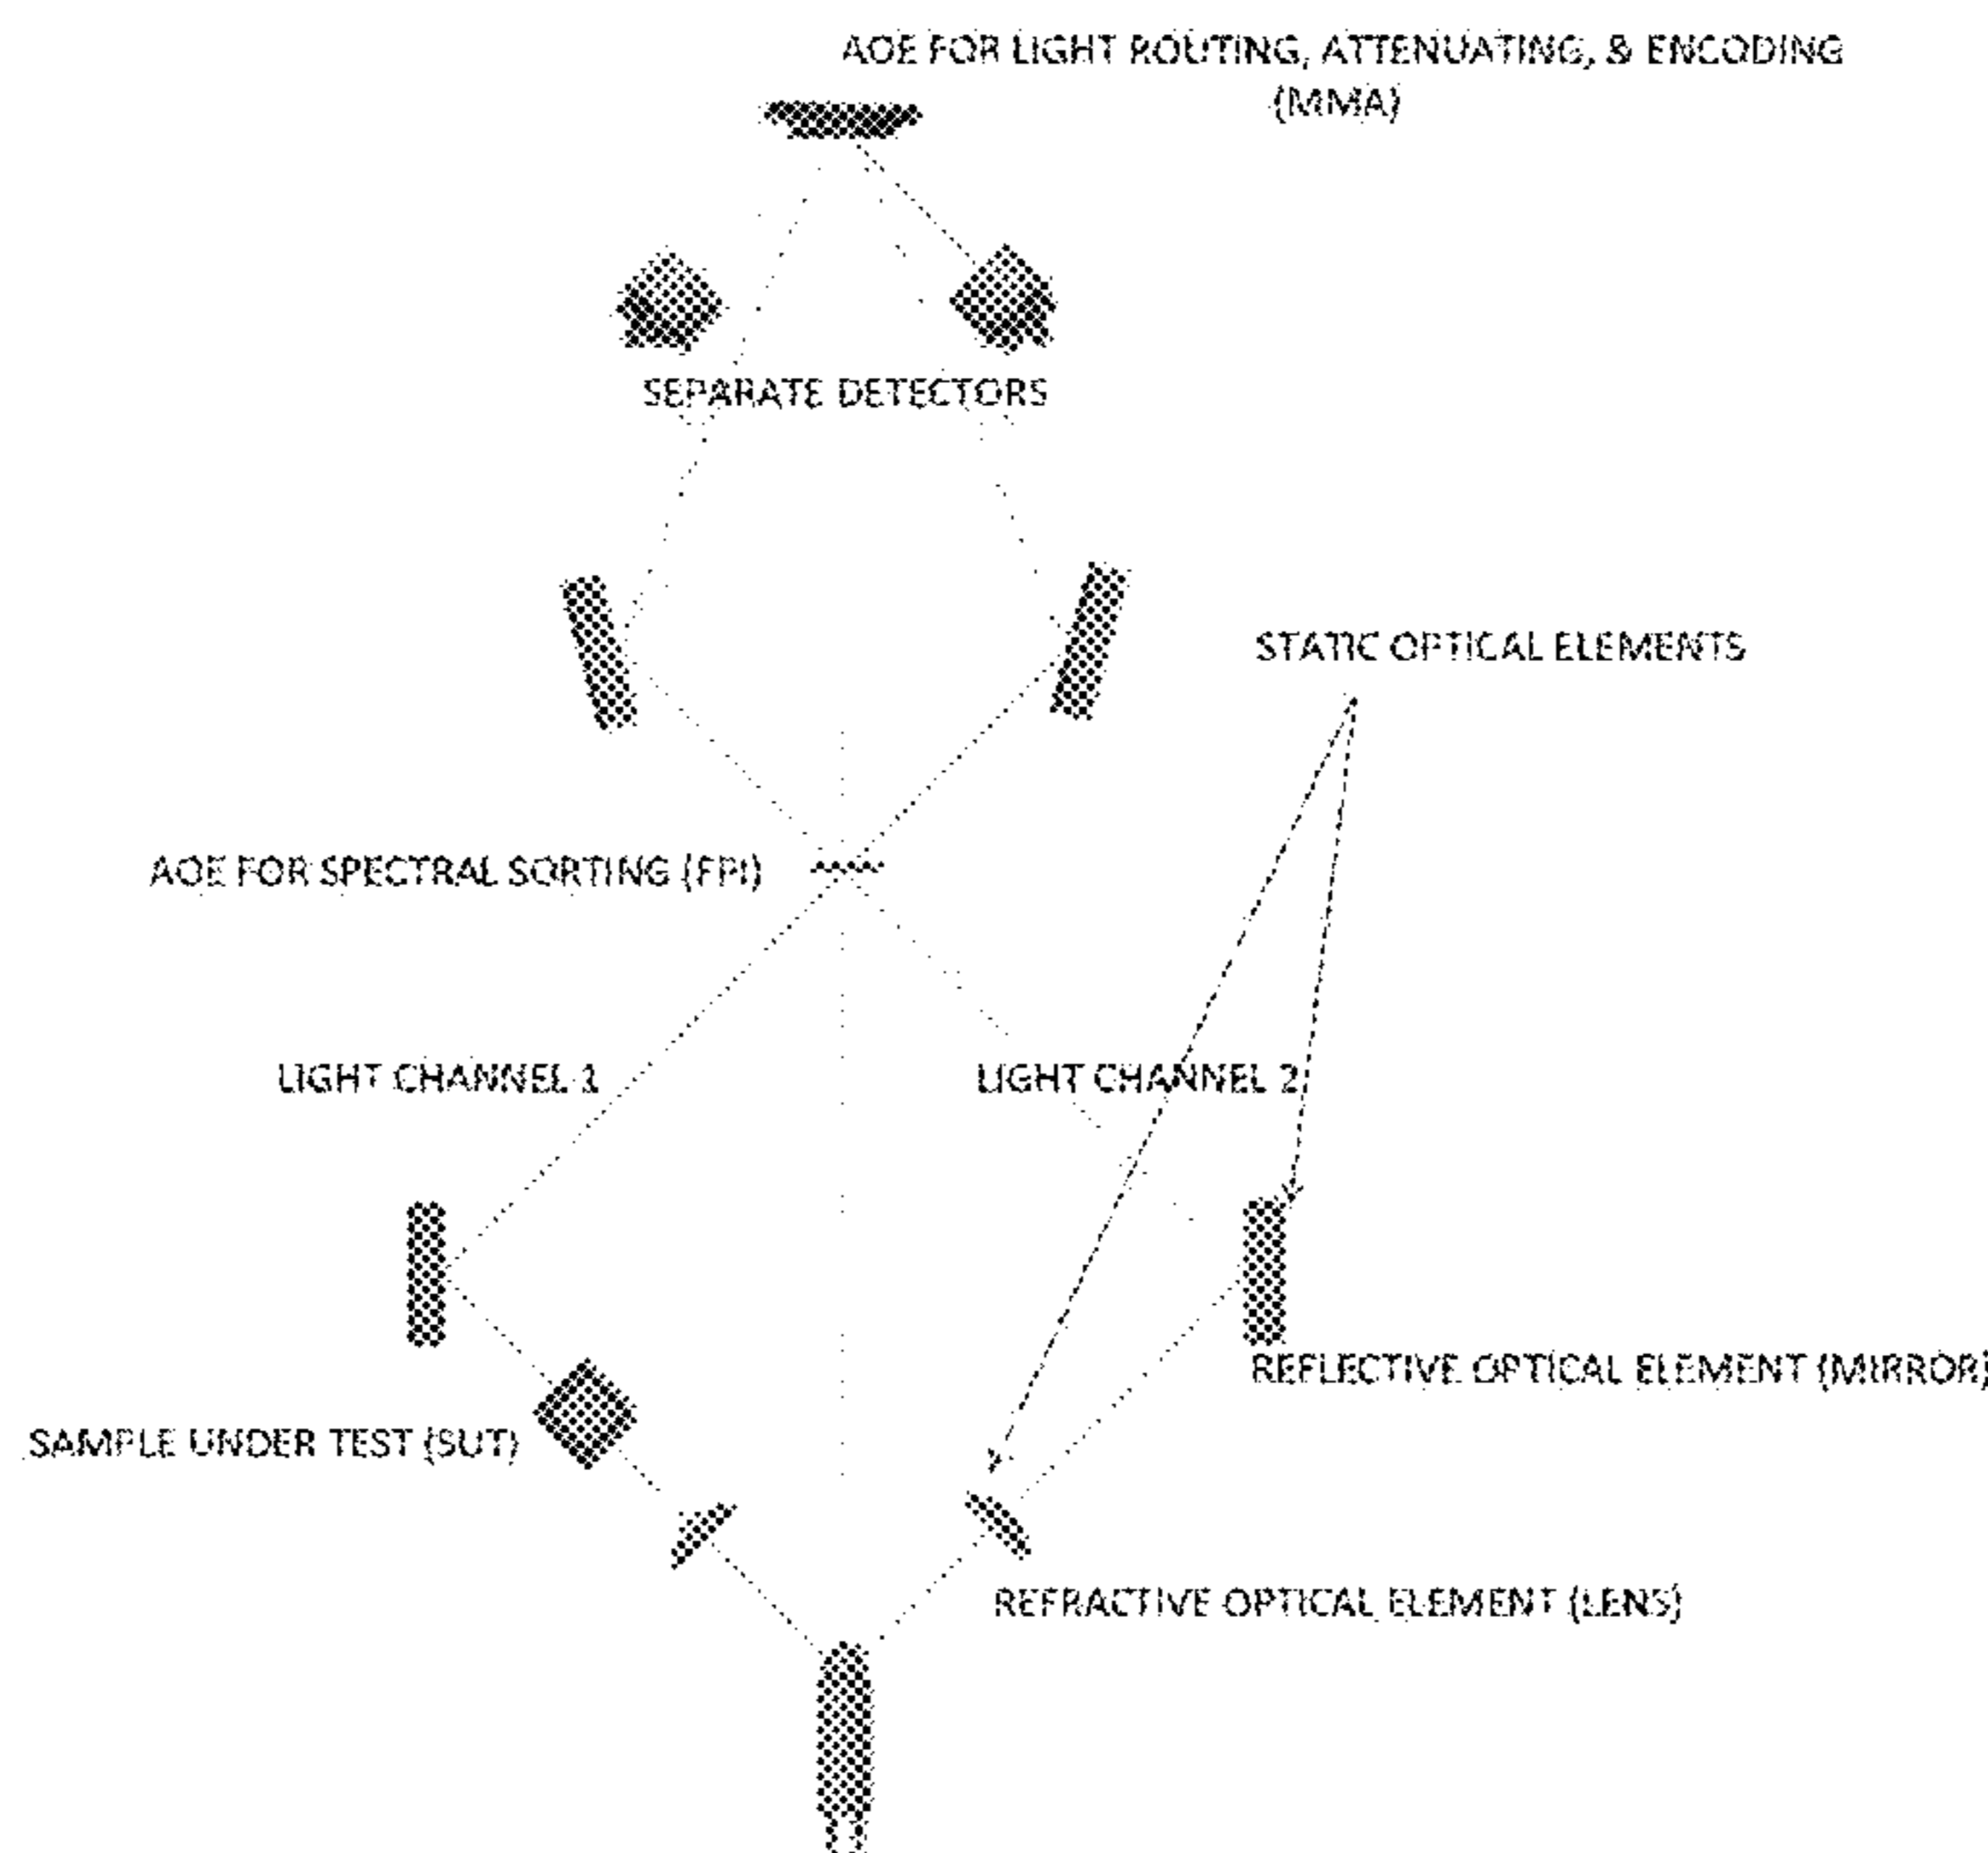 AOE FOR LIGHT ROUTING, ATTENUATING, & ENCODING
(MMA)
SEPARATE DETECTORS
STATIC OPTICAL ELEMENTS
AOE FOR SPECTRAL SORTING (FPI)
LIGHT CHANNEL 1
LIGHT CHANNEL 2
REFLECTIVE OPTICAL ELEMENT (MIRROR)
SAMPLE UNDER TEST (SUT)
REFRACTIVE OPTICAL ELEMENT (LENS)